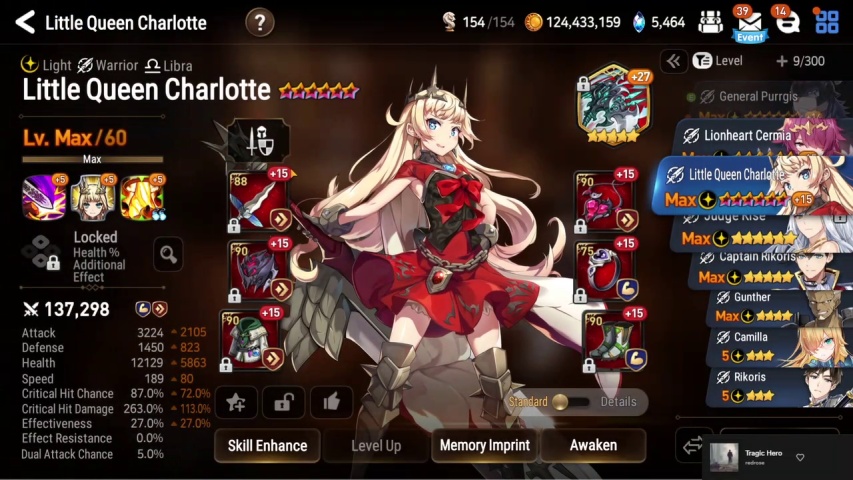 Little Queen Charlotte
?
154/154
124,433,159
5,464
39
Event
14
Light Warrior Libra
Little Queen Charlotte
Lv. Max/60
Max
+5
+5
+5
Locked
Health %
Additional
Effect
137,298
Attack 3224 2105
Defense 1450 823
Health 12129 5863
Speed 189 80
Critical Hit Chance 87.0% 72.0%
Critical Hit Damage 263.0% 113.0%
Effectiveness 27.0% 27.0%
Effect Resistance 0.0%
Dual Attack Chance 5.0%
88 +15
90 +15
90 +15
+27
90 +15
75 +15
90 +15
Standard Details
Skill Enhance
Level Up
Memory Imprint
Awaken
Level
+ 9/300
General Purrgis
Lionheart Cermia
Little Queen Charlotte
Max +15
Judge Kise
Max
Captain Rikoris
Max
Gunther
Max
Camilla
5
Rikoris
5
Tragic Hero
redrose